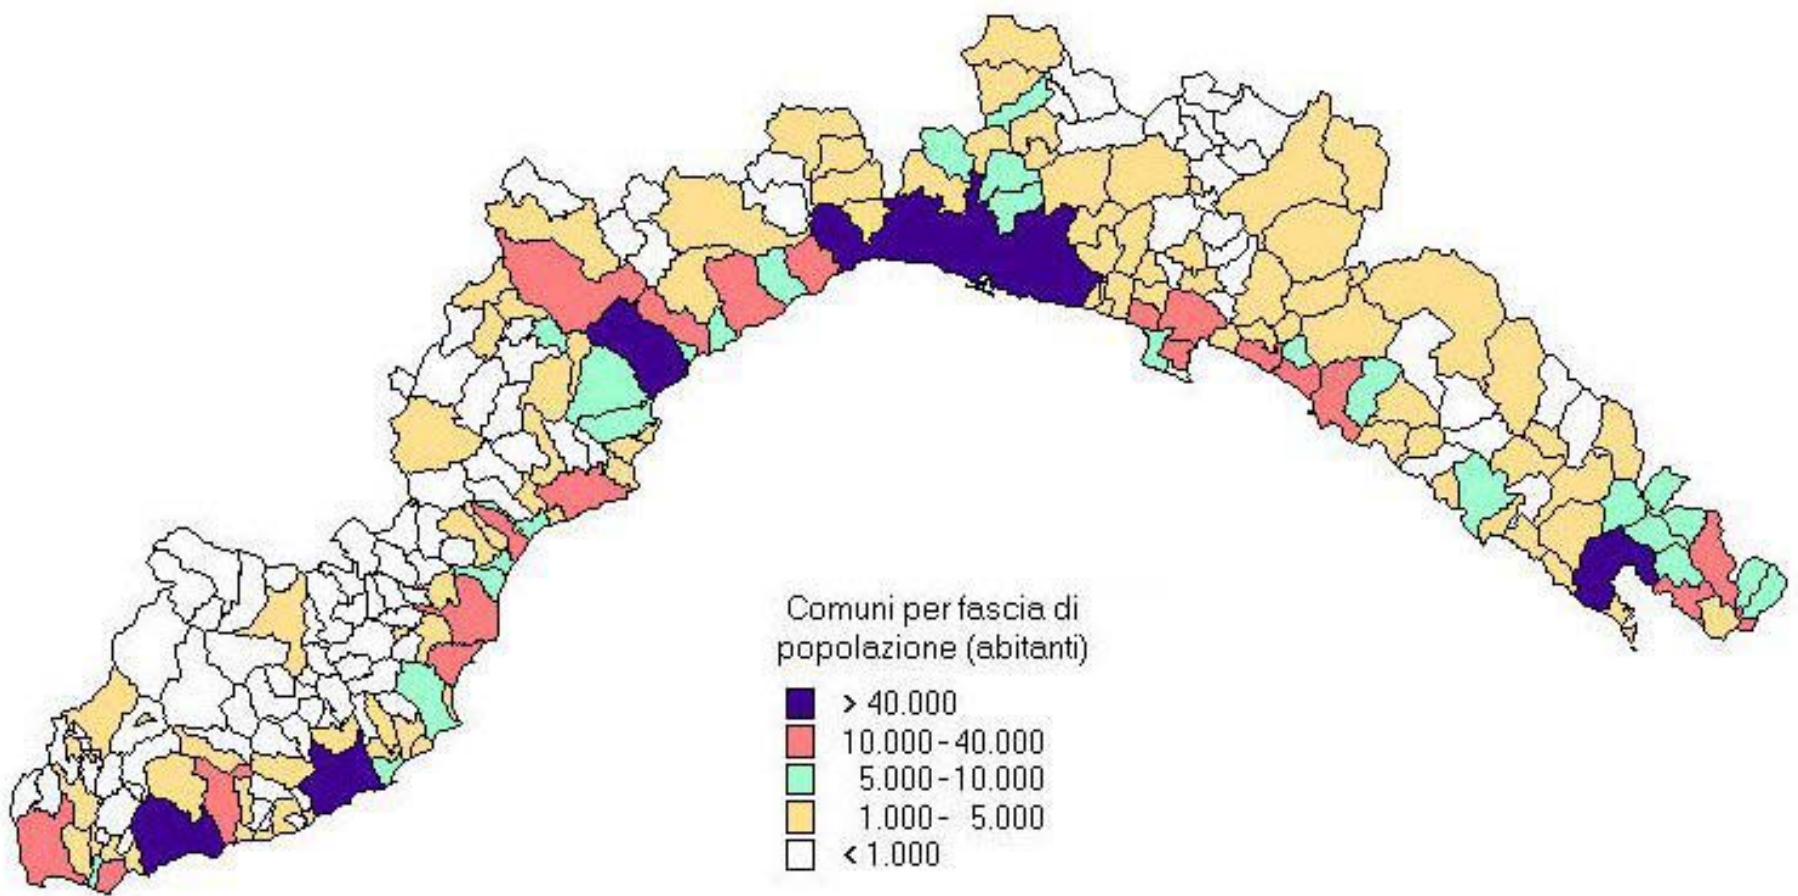 Comuni per fascia di
popolazione (abitanti)
> 40.000
10.000-40.000
5.000-10.000
1.000- 5.000
< 1.000